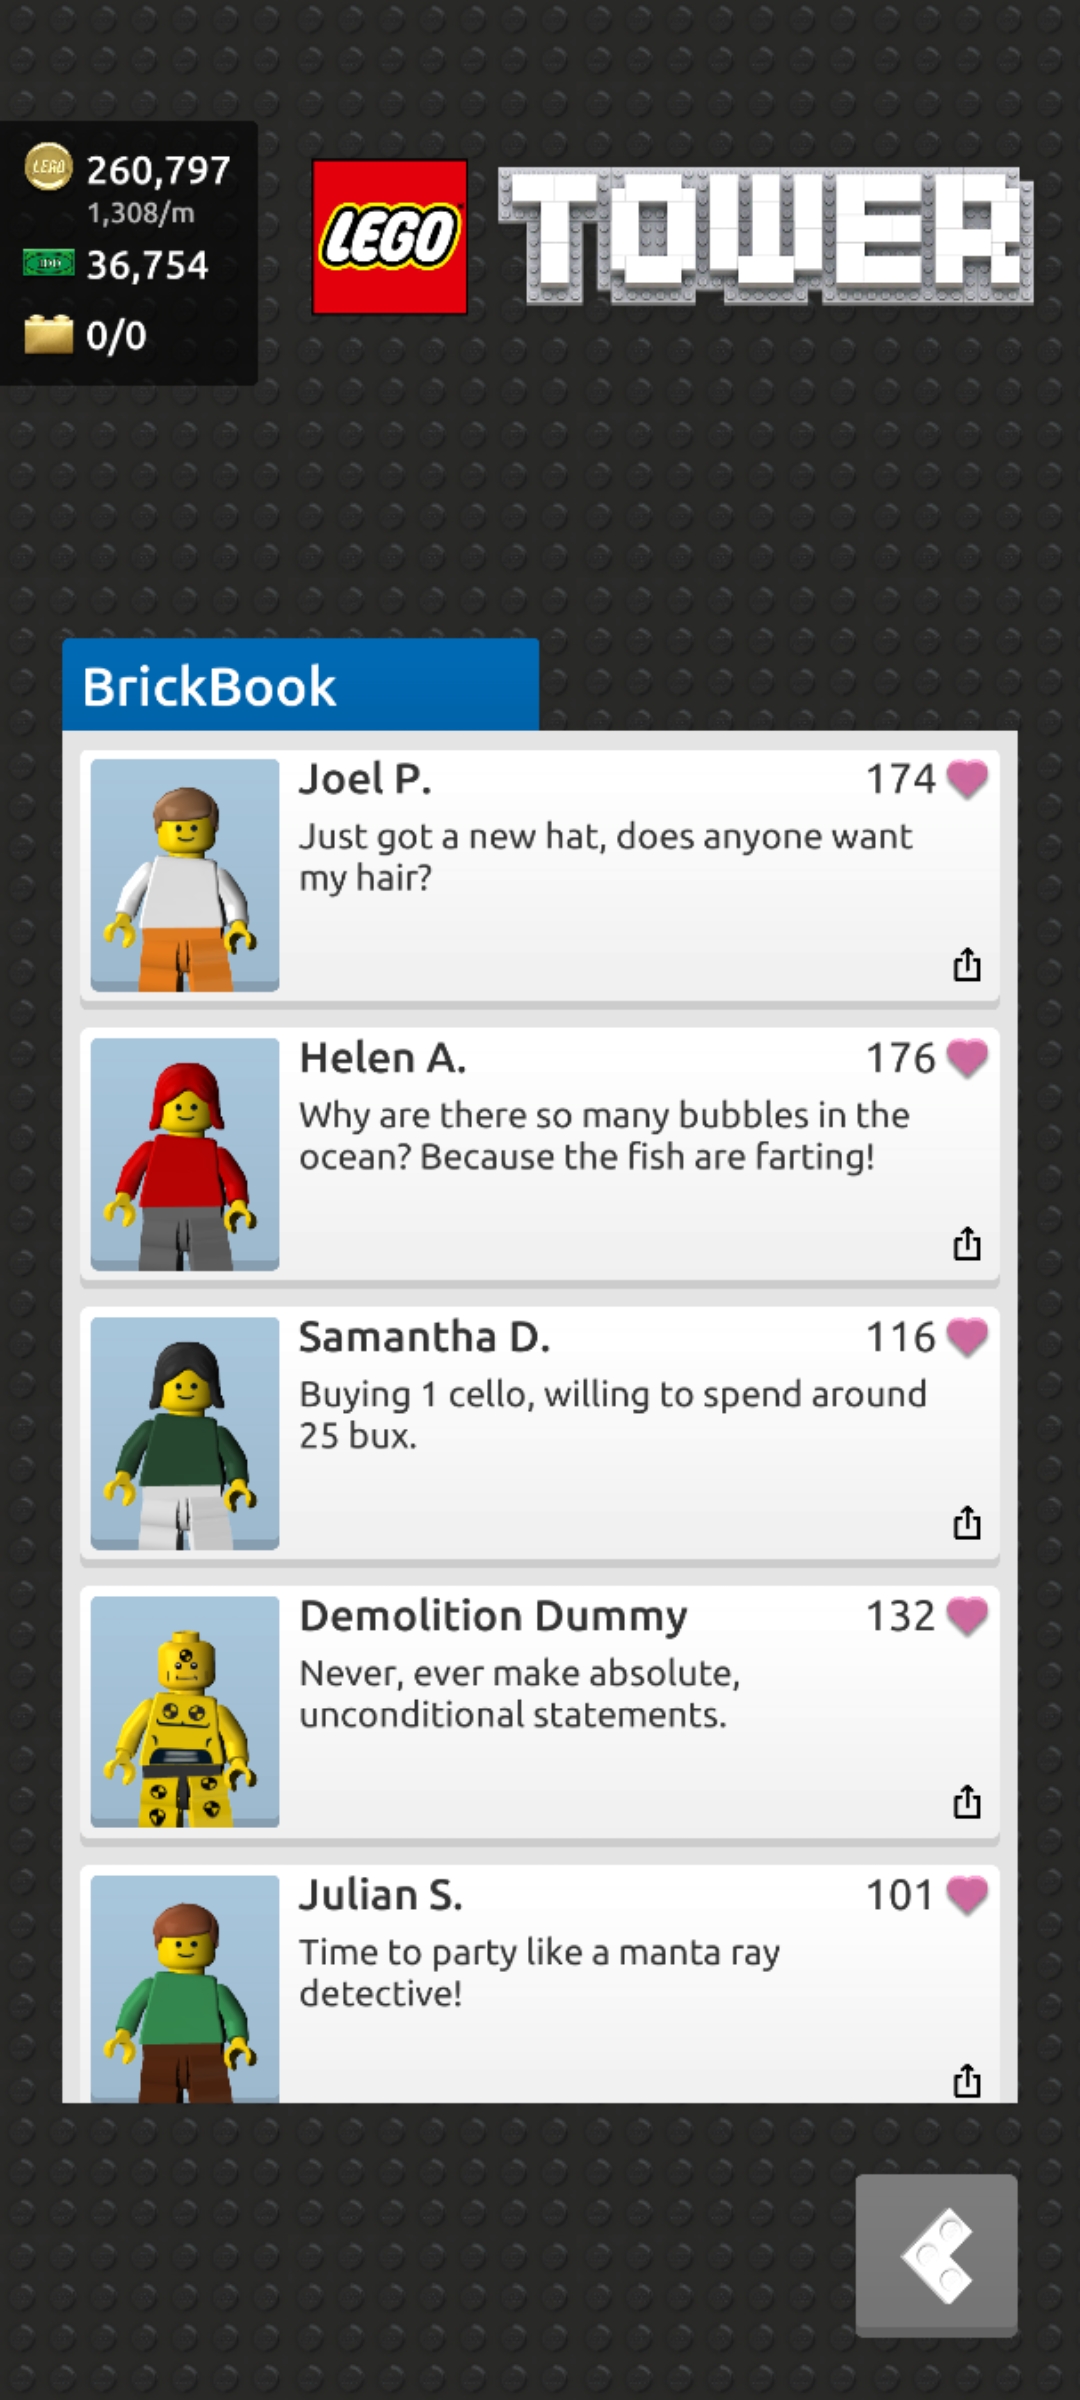 260,797
1,308/m
36,754
0/0
LEGO TOWER
BrickBook
Joel P. 174
Just got a new hat, does anyone want
my hair?
Helen A. 176
Why are there so many bubbles in the
ocean? Because the fish are farting!
Samantha D. 116
Buying 1 cello, willing to spend around
25 bux.
Demolition Dummy 132
Never, ever make absolute,
unconditional statements.
Julian S. 101
Time to party like a manta ray
detective!